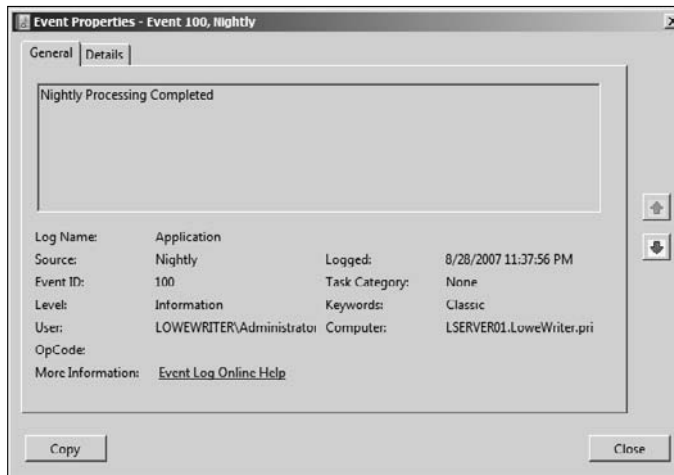 Event Properties - Event 100, Nightly
General Details
Nightly Processing Completed
Log Name: Application
Source: Nightly Logged: 8/28/2007 11:37:56 PM
Event ID: 100 Task Category: None
Level: Information Keywords: Classic
User: LOWEWRITER\Administrator Computer: LSERVER01.LoweWriter.pri
OpCode:
More Information: Event Log Online Help
Copy Close